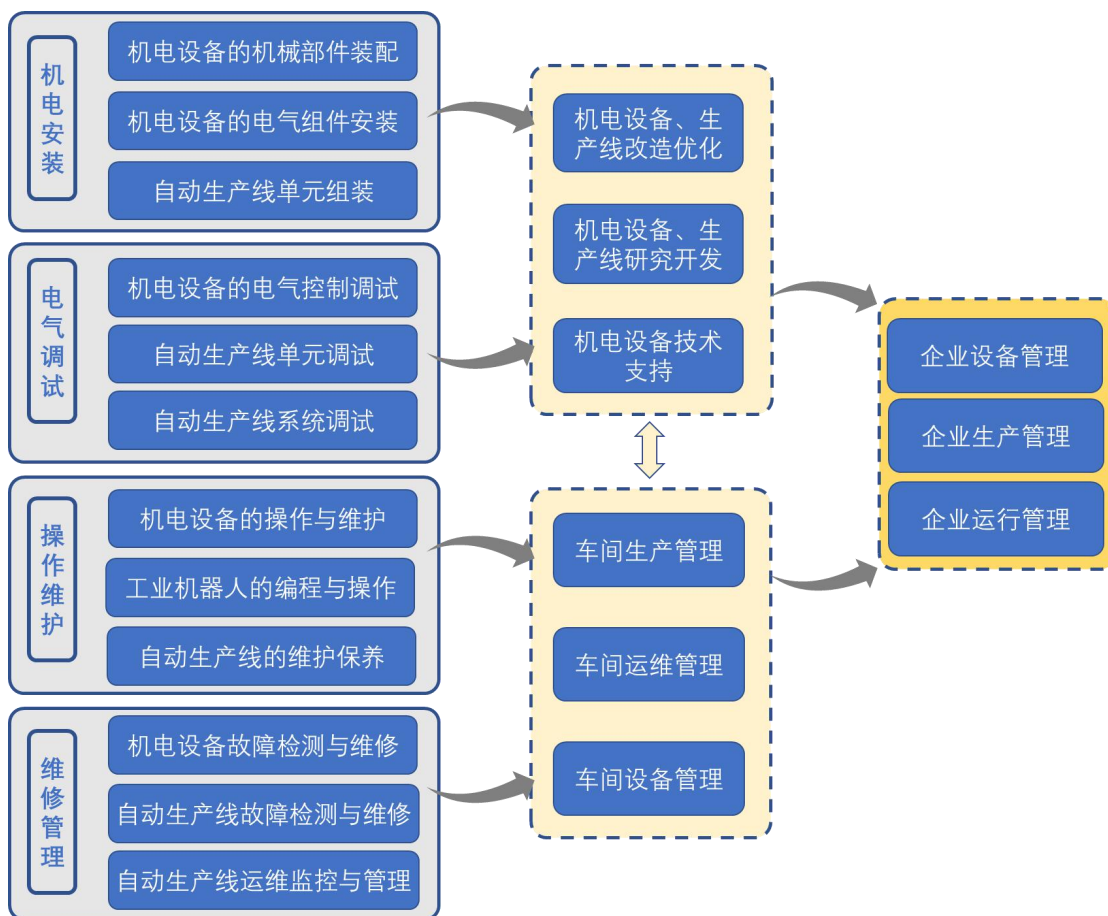 机电安装
机电设备的机械部件装配
机电设备的电气组件安装
自动生产线单元组装
电气调试
机电设备的电气控制调试
自动生产线单元调试
自动生产线系统调试
操作维护
机电设备的操作与维护
工业机器人的编程与操作
自动生产线的维护保养
维修管理
机电设备故障检测与维修
自动生产线故障检测与维修
自动生产线运维监控与管理
机电设备、生
产线改造优化
机电设备、生
产线研究开发
机电设备技术
支持
车间生产管理
车间运维管理
车间设备管理
企业设备管理
企业生产管理
企业运行管理